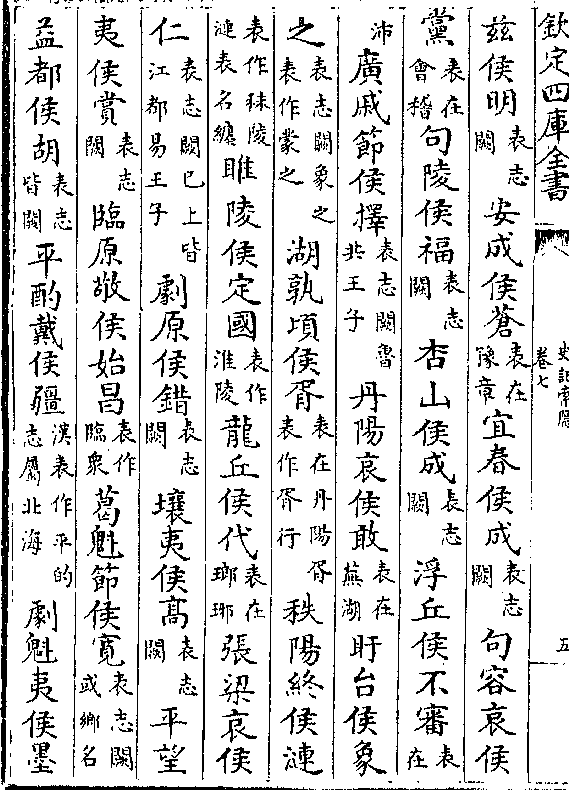 欽定四庫全書
史記索隱
卷七
五
兹侯明表志闕安成侯蒼表在豫章宜春侯成表志闕句容哀侯
黨表在會稽句陵侯福表志闕杏山侯成表志闕浮丘侯不審表在
沛廣戚節侯擇表志闕魯共王子丹陽哀侯敢表在蕪湖盱台侯象
之表志闕象之表作蒙之湖孰頃侯胥表在丹陽胥表作胥行秩陽終侯漣
表作秣陵漣表名纏睢陵侯定國表作淮陵龍丘侯代表在瑯琊張梁哀侯
仁表志闕已上皆江都易王子劇原侯錯表志闕壤夷侯高表志闕平望
夷侯賞表志闕臨原敬侯始昌表作臨衆葛魁節侯寛表志闕或鄉名
益都侯胡表志皆闕平酌戴侯彊漢表作平的志屬北海劇魁夷侯墨